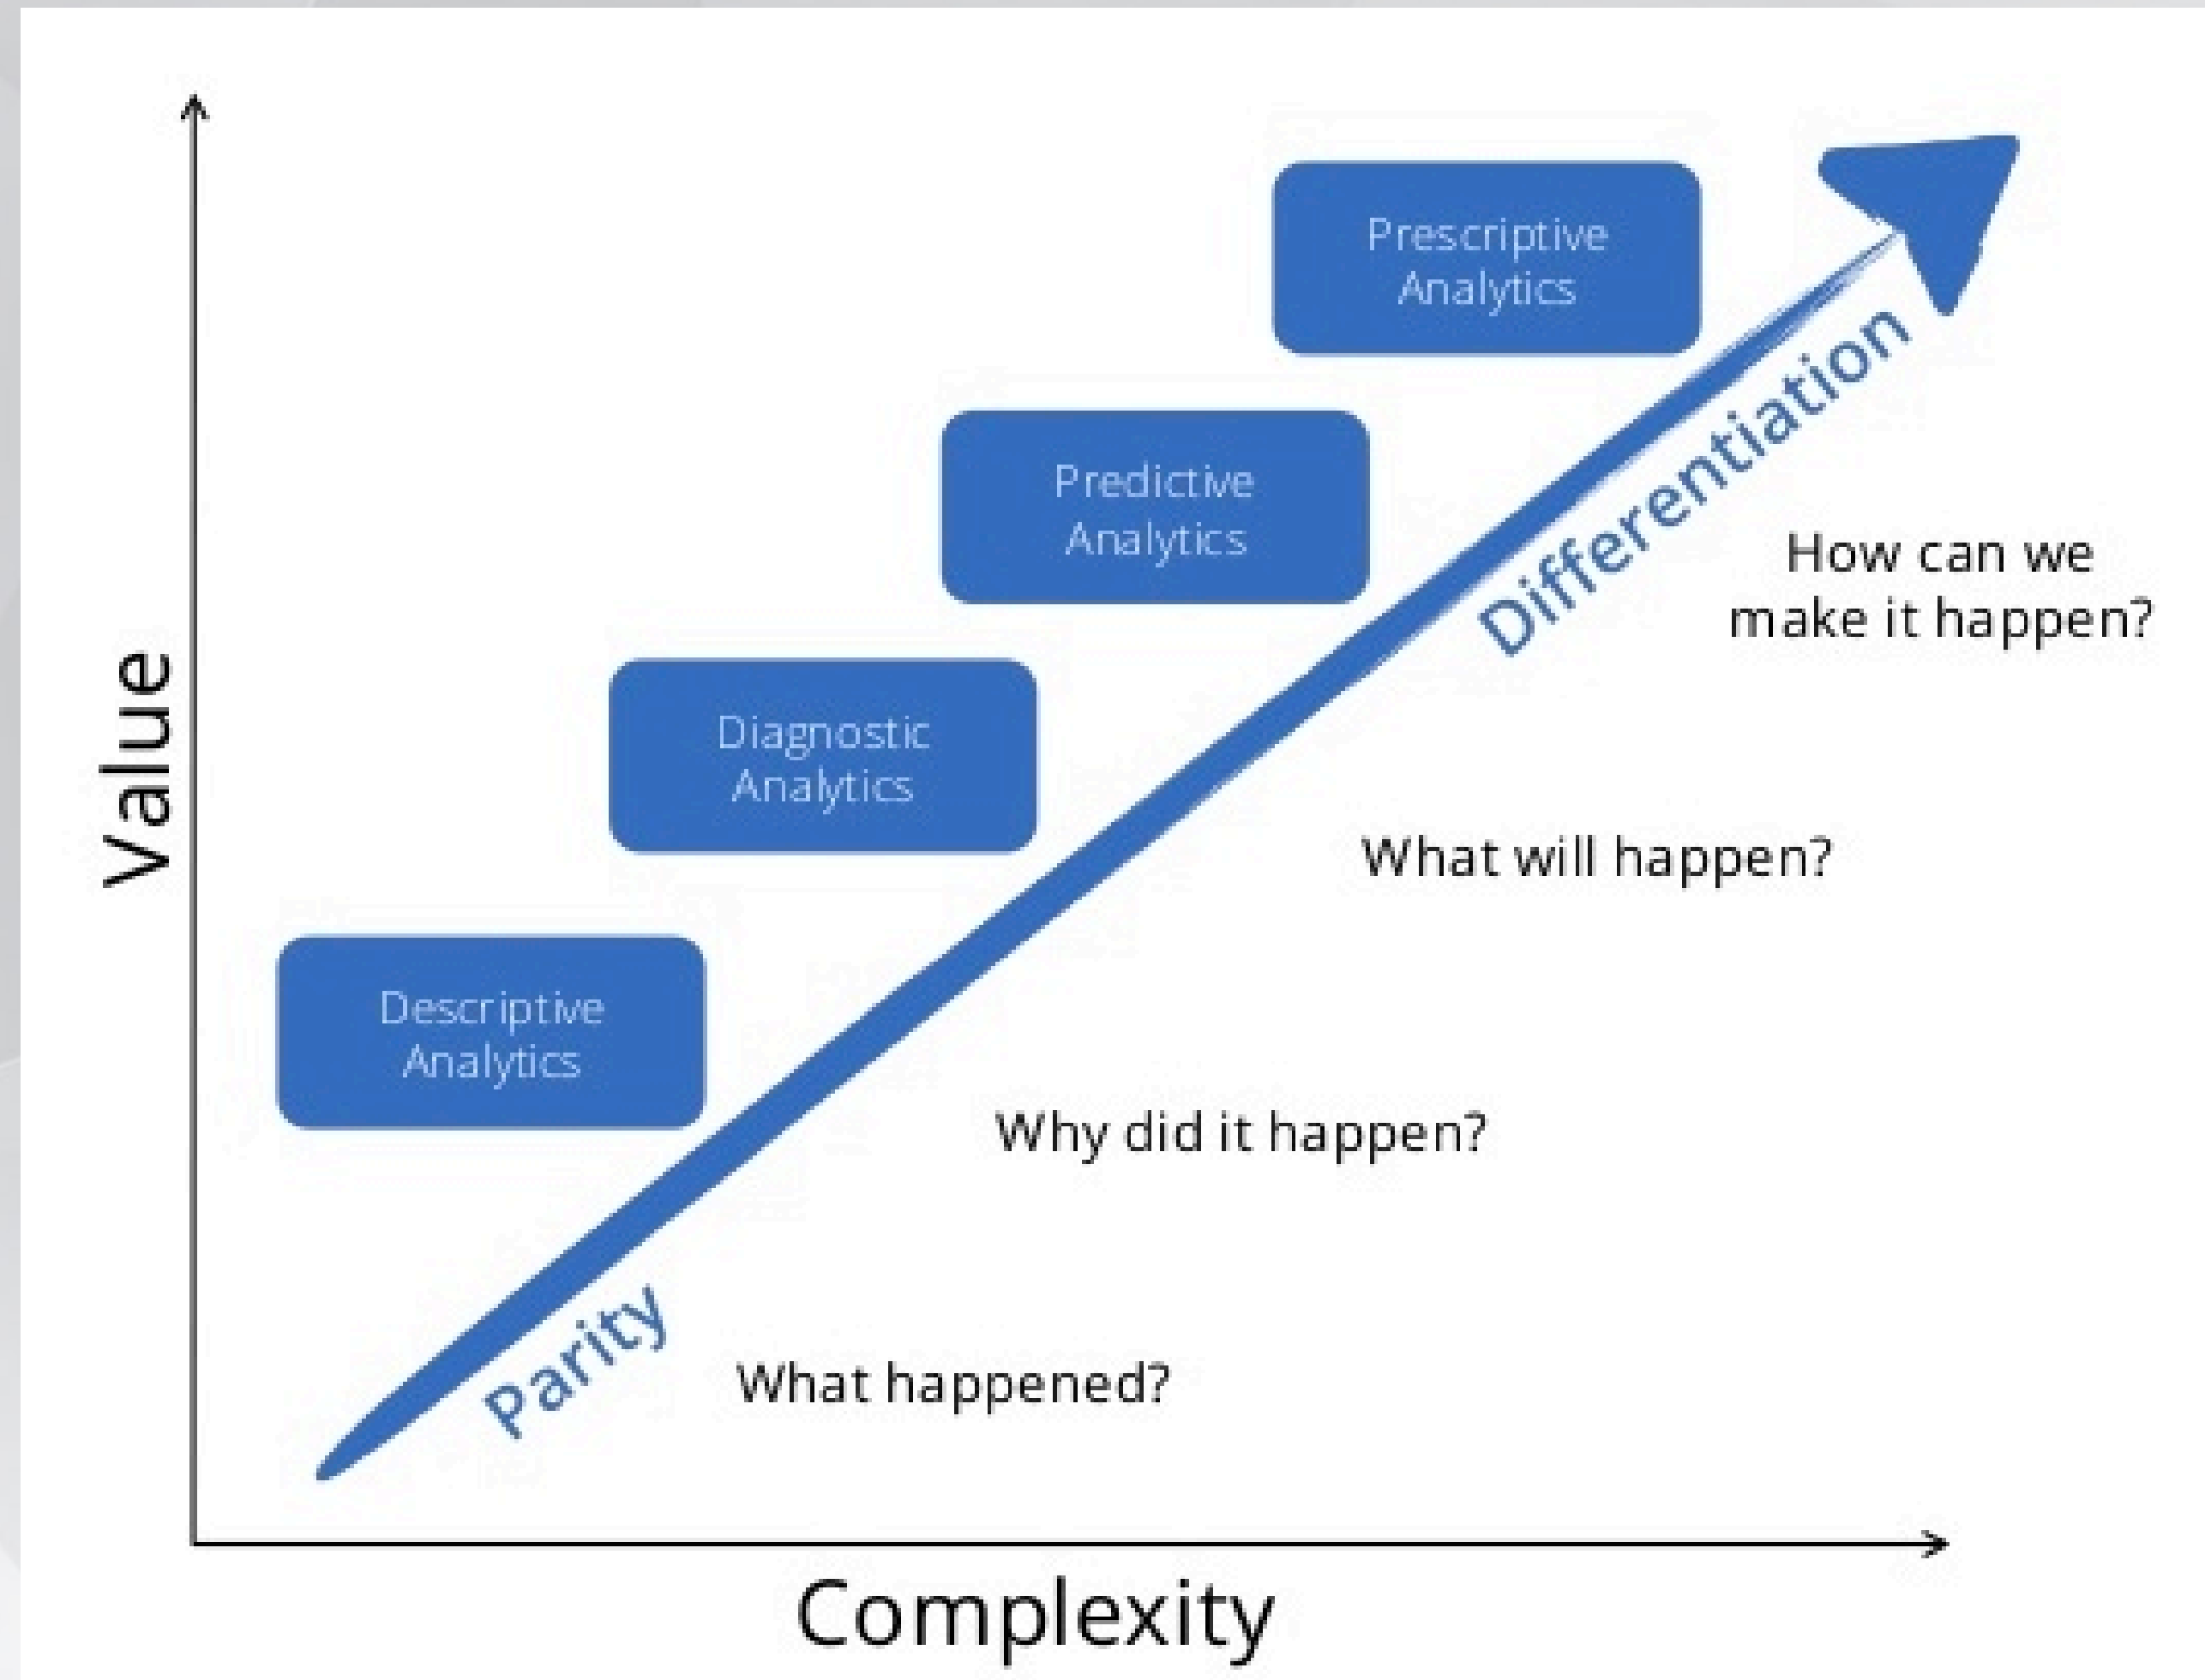 Prescriptive
Analytics
Differentiation
Predictive
Analytics
How can we
make it happen?
Value
Diagnostic
Analytics
What will happen?
Descriptive
Analytics
Why did it happen?
Parity
What happened?
Complexity